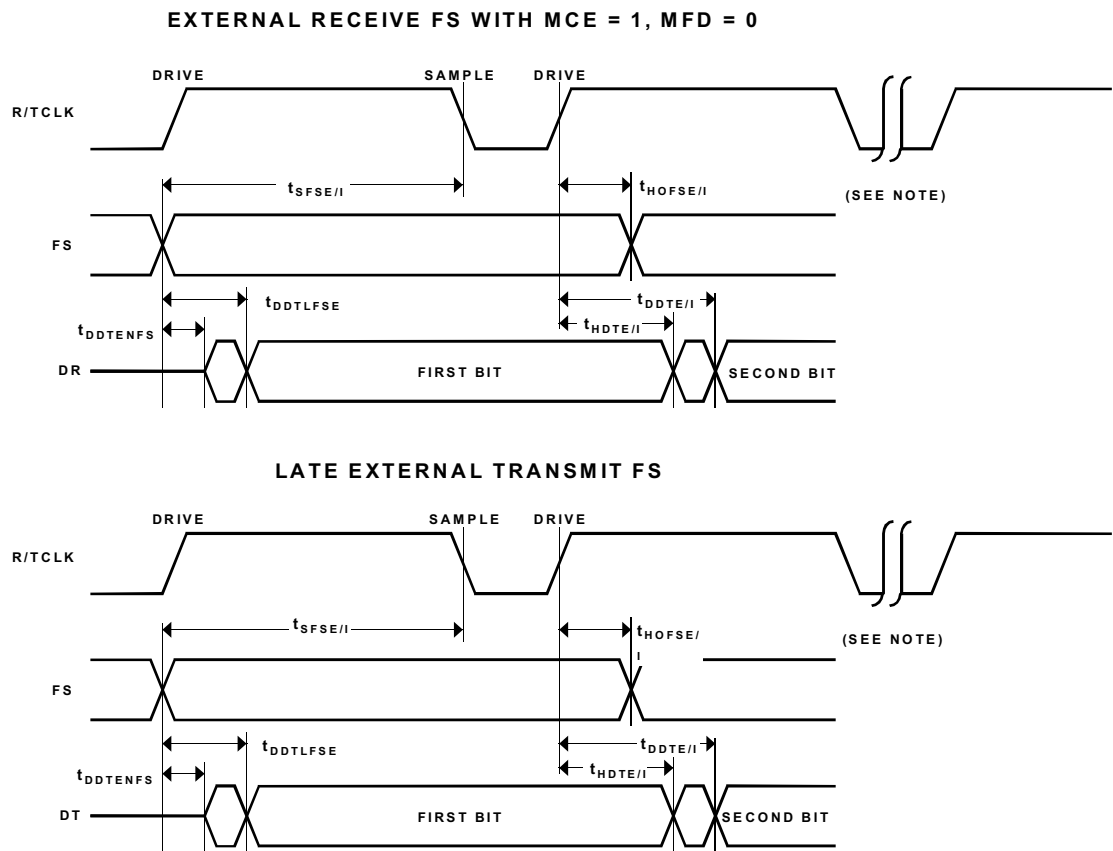 EXTERNAL RECEIVE FS WITH MCE = 1, MFD = 0
DRIVE SAMPLE DRIVE
R/TCLK
tSFSE/I tHOFSE/I
(SEE NOTE)
FS
tDDTLFSE tDDTE/I
tDDTENFS tHDTE/I
DR FIRST BIT SECOND BIT
LATE EXTERNAL TRANSMIT FS
DRIVE SAMPLE DRIVE
R/TCLK
tSFSE/I tHOFSE/
I
(SEE NOTE)
FS
tDDTLFSE tDDTE/I
tDDTENFS tHDTE/I
DT FIRST BIT SECOND BIT